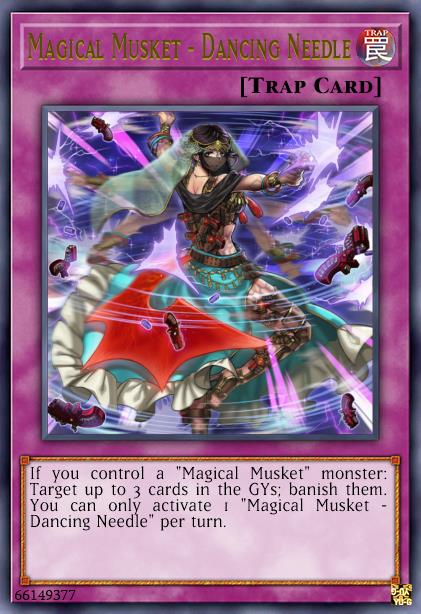 Magical Musket - Dancing Needle
TRAP
罠
[Trap Card]
If you control a "Magical Musket" monster:
Target up to 3 cards in the GYs; banish them.
You can only activate 1 "Magical Musket -
Dancing Needle" per turn.
66149377